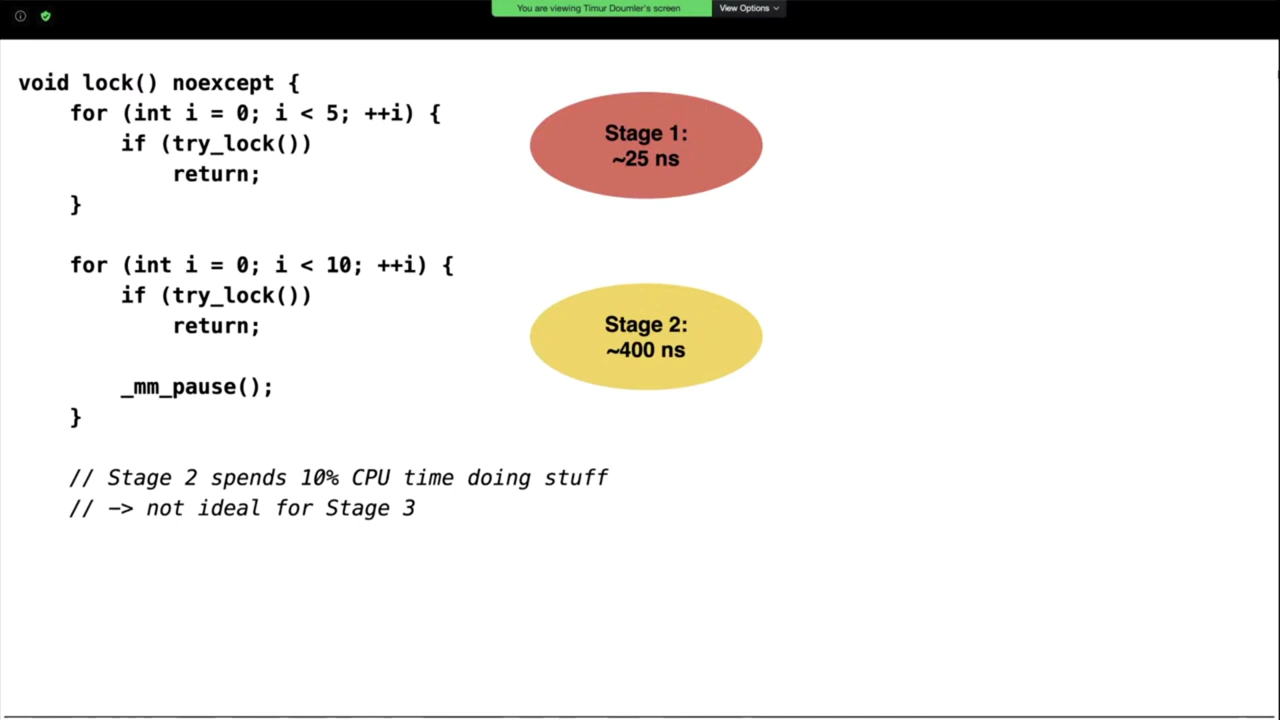 You are viewing Timur Doumler's screen
View Options
void lock() noexcept {
    for (int i = 0; i < 5; ++i) {
        if (try_lock())
            return;
    }
Stage 1:
~25 ns
    for (int i = 0; i < 10; ++i) {
        if (try_lock())
            return;
        _mm_pause();
    }
Stage 2:
~400 ns
    // Stage 2 spends 10% CPU time doing stuff
    // –> not ideal for Stage 3